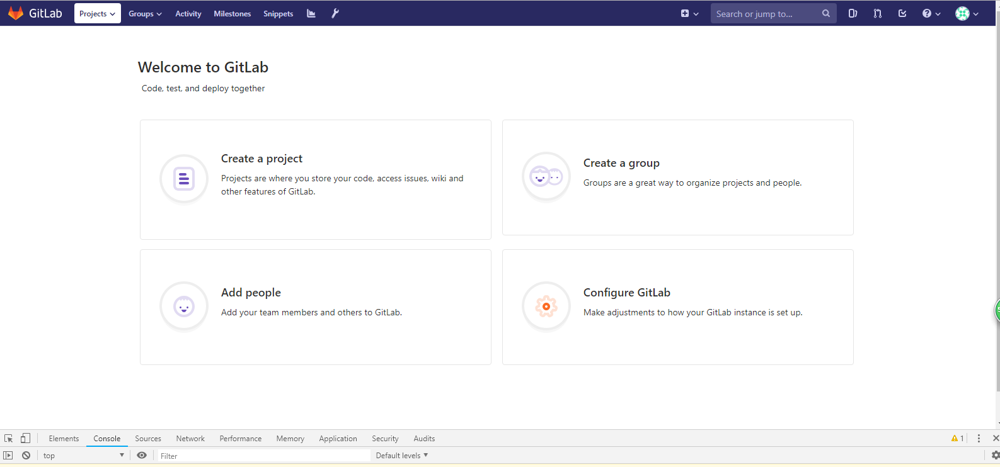 GitLab Projects Groups Activity Milestones Snippets Search or jump to...
Welcome to GitLab
Code, test, and deploy together
Create a project
Projects are where you store your code, access issues, wiki and
other features of GitLab.
Create a group
Groups are a great way to organize projects and people.
Add people
Add your team members and others to GitLab.
Configure GitLab
Make adjustments to how your GitLab instance is set up.
Elements Console Sources Network Performance Memory Application Security Audits 1
top Filter Default levels